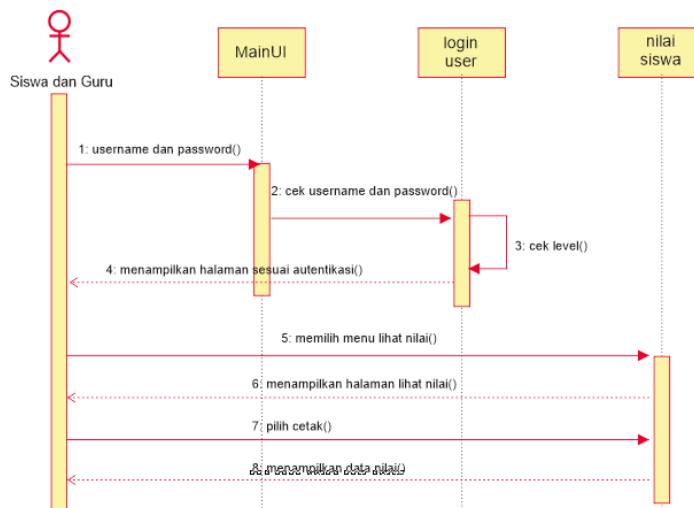 MainUI
login
user
nilai
siswa
Siswa dan Guru
1: username dan password()
2: cek username dan password()
3: cek level()
4: menampilkan halaman sesuai autentikasi()
5: memilih menu lihat nilai()
6: menampilkan halaman lihat nilai()
7: pilih cetak()
8: menampilkan data nilai()